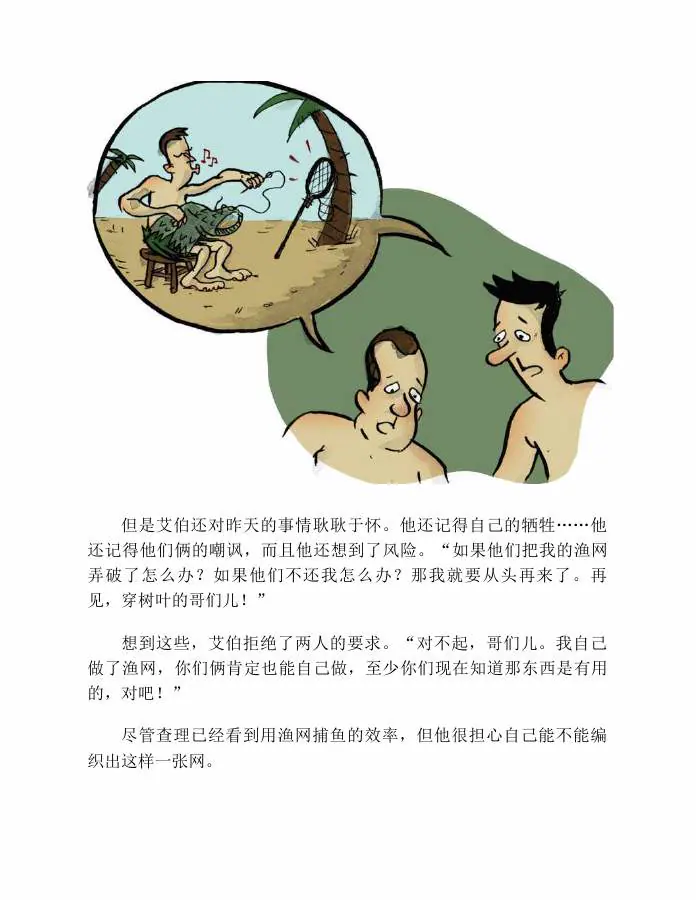 但是艾伯还对昨天的事情耿耿于怀。他还记得自己的牺牲……他
还记得他们俩的嘲讽，而且他还想到了风险。“如果他们把我的渔网
弄破了怎么办？如果他们不还我怎么办？那我就要从头再来了。再
见，穿树叶的哥们儿！”
想到这些，艾伯拒绝了两人的要求。“对不起，哥们儿。我自己
做了渔网，你们俩肯定也能自己做，至少你们现在知道那东西是有用
的，对吧！”
尽管查理已经看到用渔网捕鱼的效率，但他很担心自己能不能编
织出这样一张网。